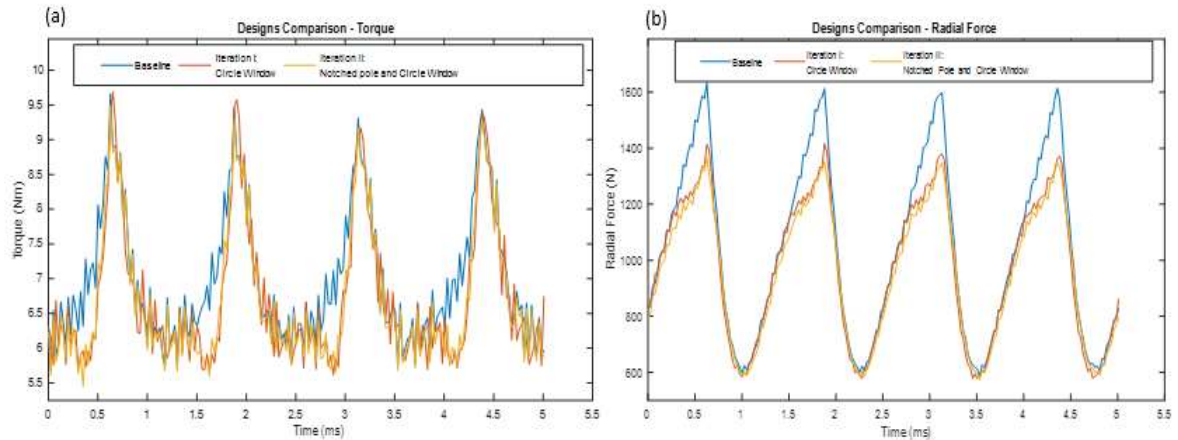 (a)
Designs Comparison - Torque
Baseline
Iteration I:
Circle Window
Iteration II:
Notched pole and Circle Window
10
9.5
9
8.5
8
7.5
7
6.5
6
5.5
Torque (Nm)
0 0.5 1 1.5 2 2.5 3 3.5 4 4.5 5 5.5
Time (ms)
(b)
Designs Comparison - Radial Force
Baseline
Iteration I:
Circle Window
Iteration II:
Notched Pole and Circle Window
1600
1400
1200
1000
800
600
Radial Force (N)
0 0.5 1 1.5 2 2.5 3 3.5 4 4.5 5 5.5
Time (ms)